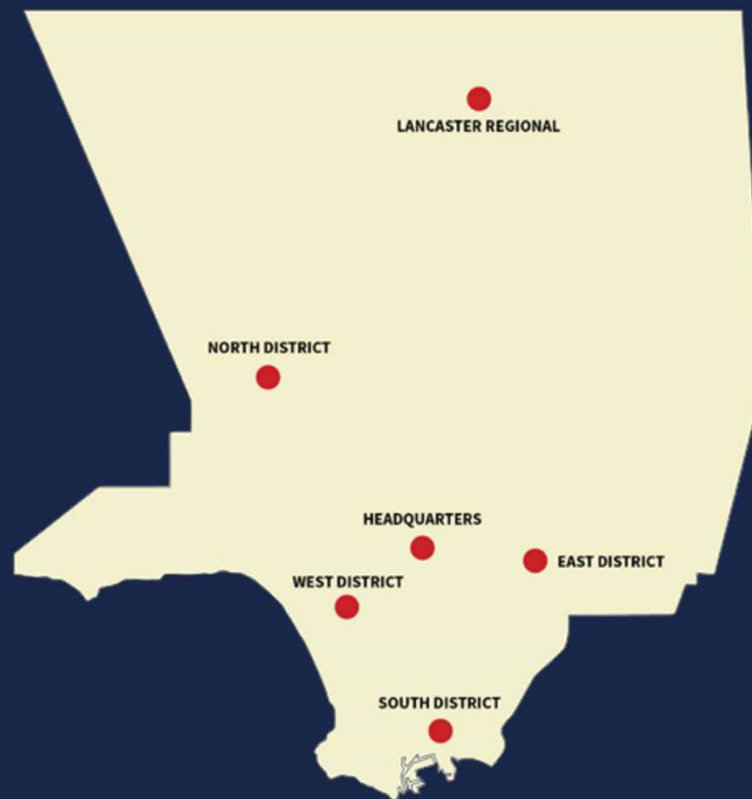 LANCASTER REGIONAL
NORTH DISTRICT
HEADQUARTERS
EAST DISTRICT
WEST DISTRICT
SOUTH DISTRICT